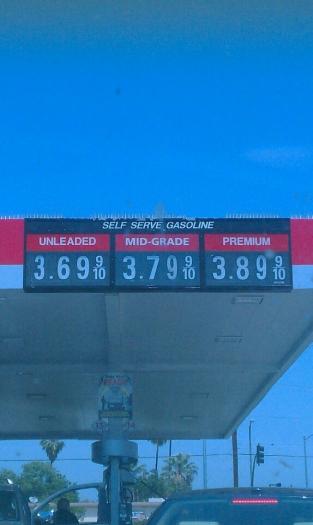 SELF SERVE GASOLINE
UNLEADED MID-GRADE PREMIUM
3.69 9/10 3.79 9/10 3.89 9/10